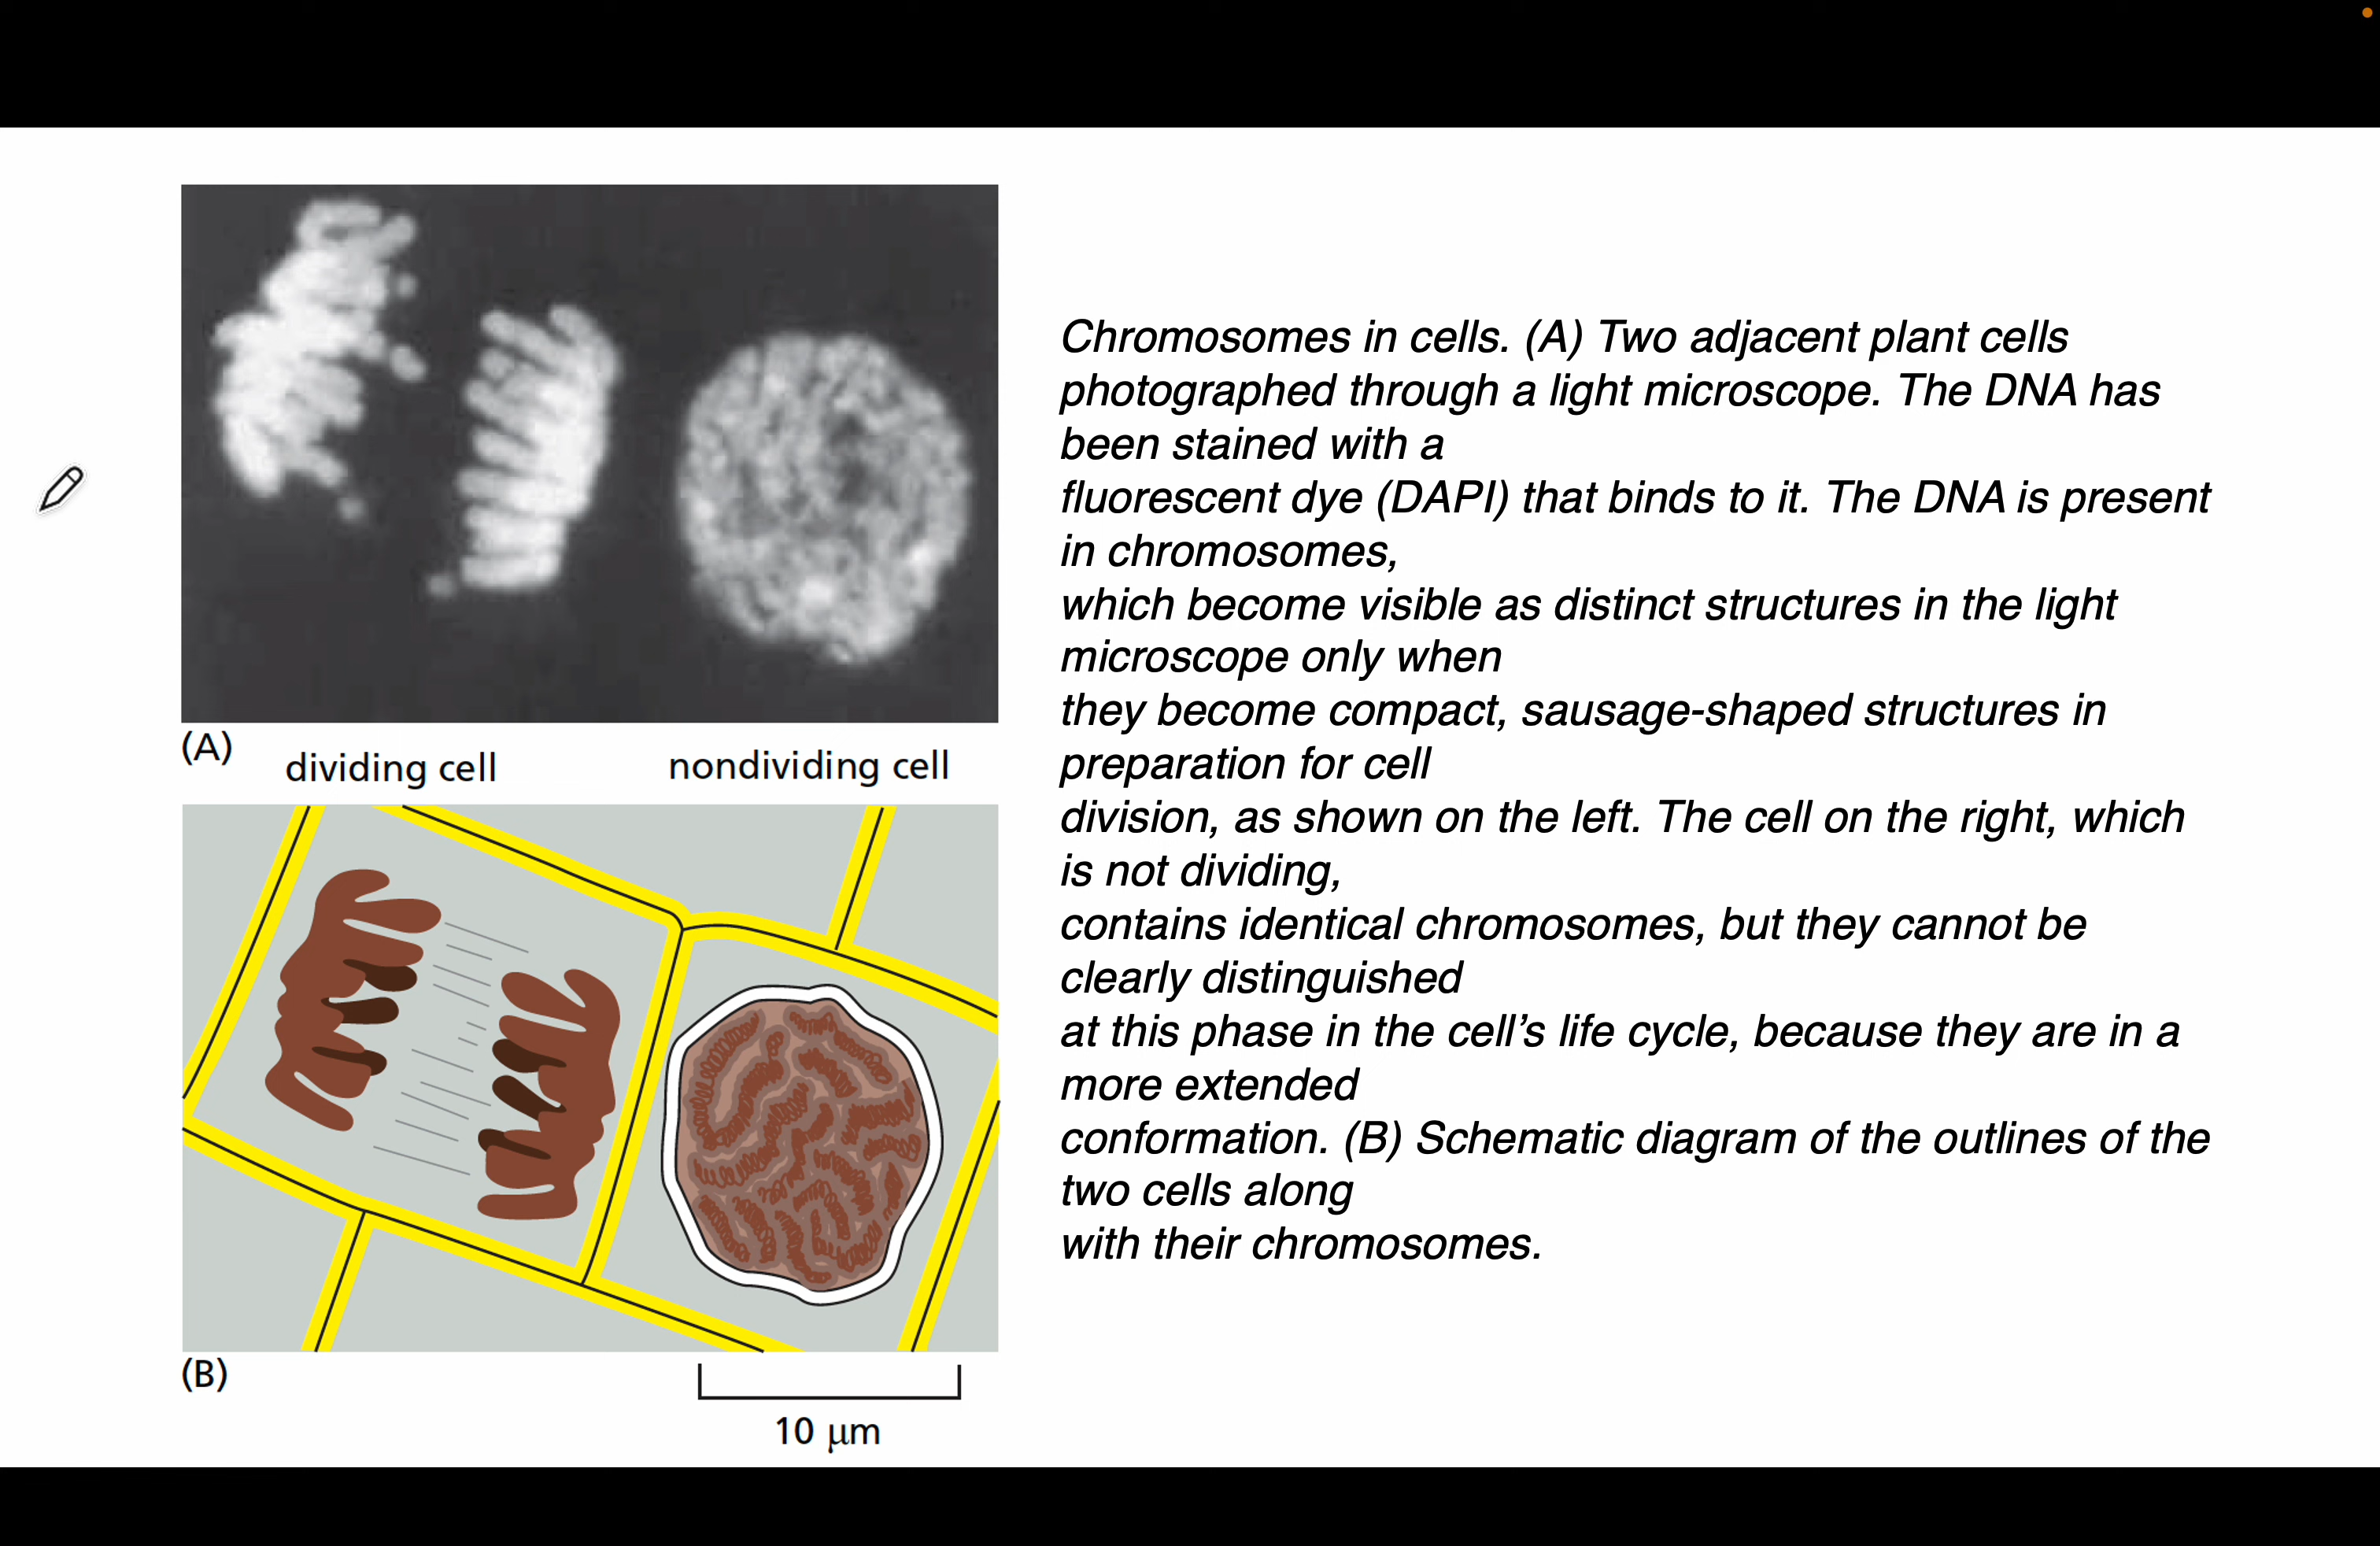 (A)
dividing cell
nondividing cell
(B)
10 μm
Chromosomes in cells. (A) Two adjacent plant cells
photographed through a light microscope. The DNA has
been stained with a
fluorescent dye (DAPI) that binds to it. The DNA is present
in chromosomes,
which become visible as distinct structures in the light
microscope only when
they become compact, sausage-shaped structures in
preparation for cell
division, as shown on the left. The cell on the right, which
is not dividing,
contains identical chromosomes, but they cannot be
clearly distinguished
at this phase in the cell’s life cycle, because they are in a
more extended
conformation. (B) Schematic diagram of the outlines of the
two cells along
with their chromosomes.